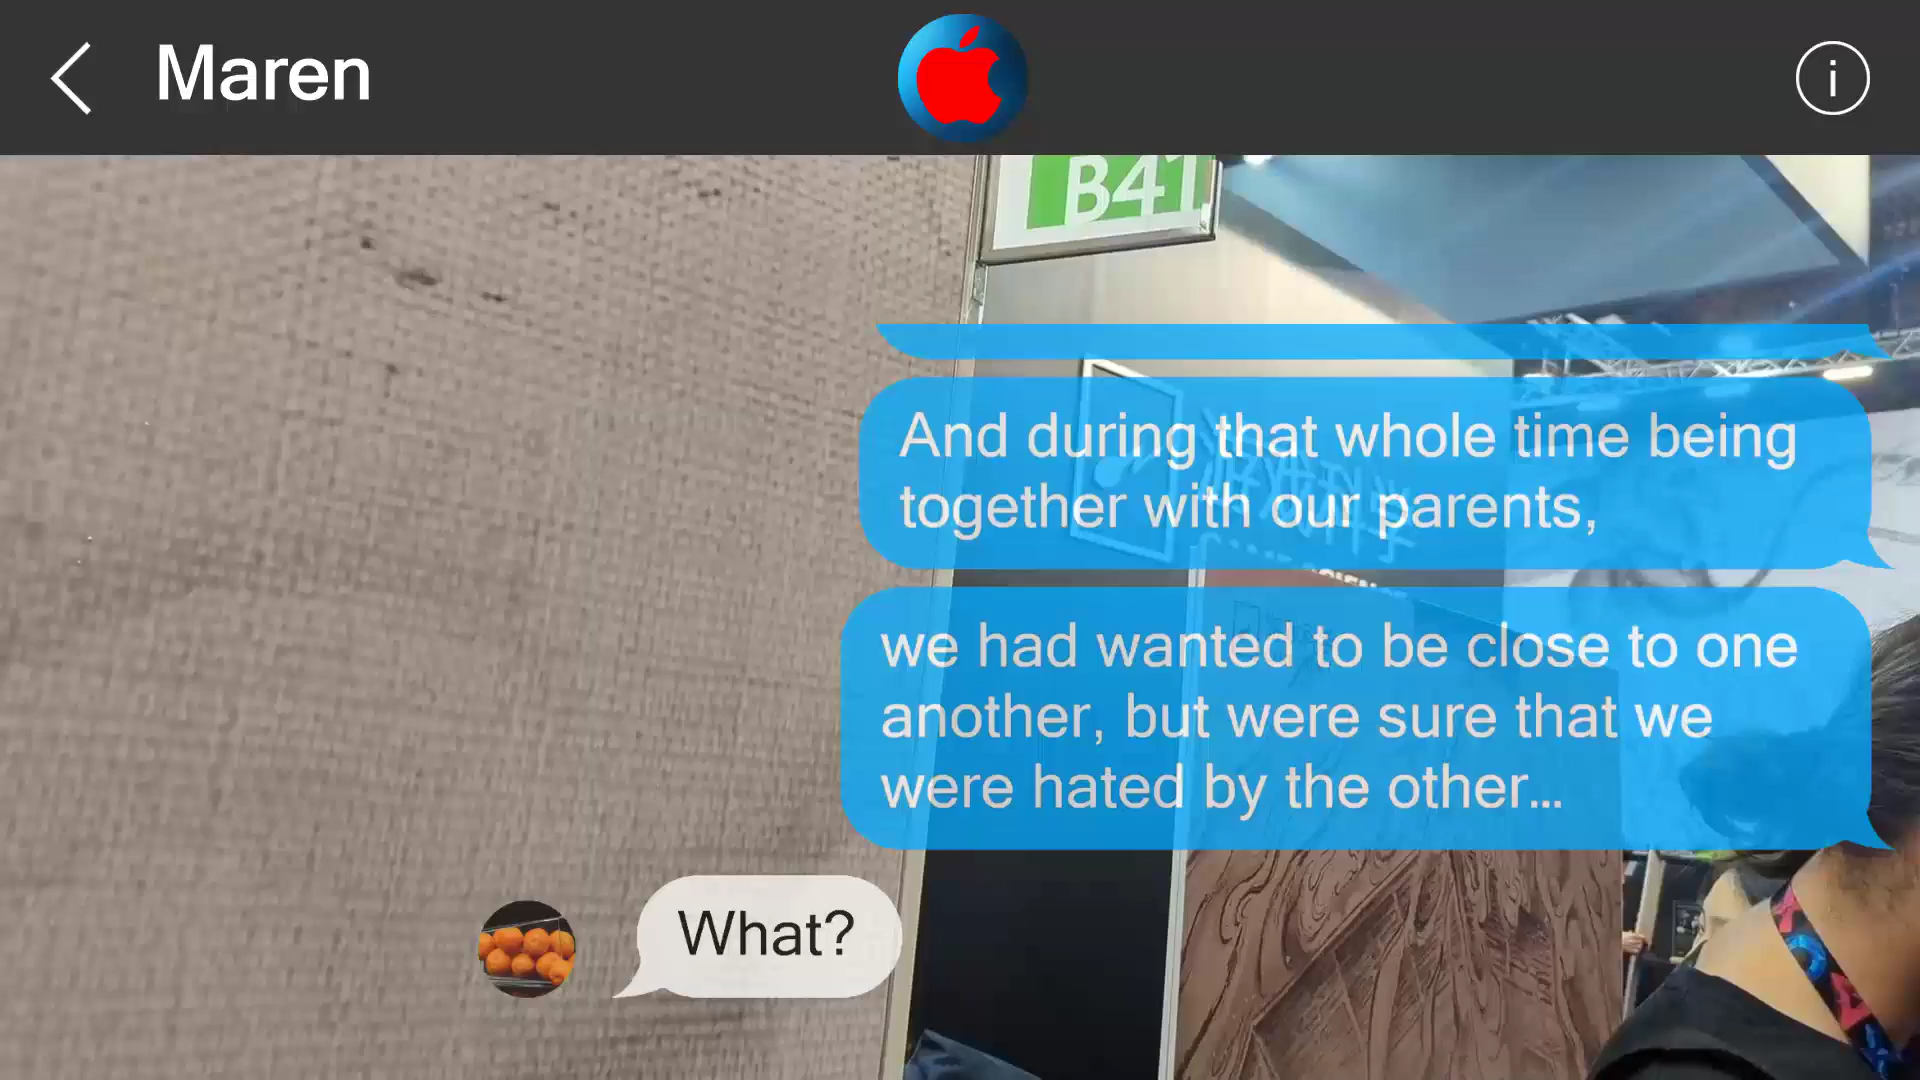 Maren
i
B41
And during that whole time being
together with our parents,
we had wanted to be close to one
another, but were sure that we
were hated by the other...
What?